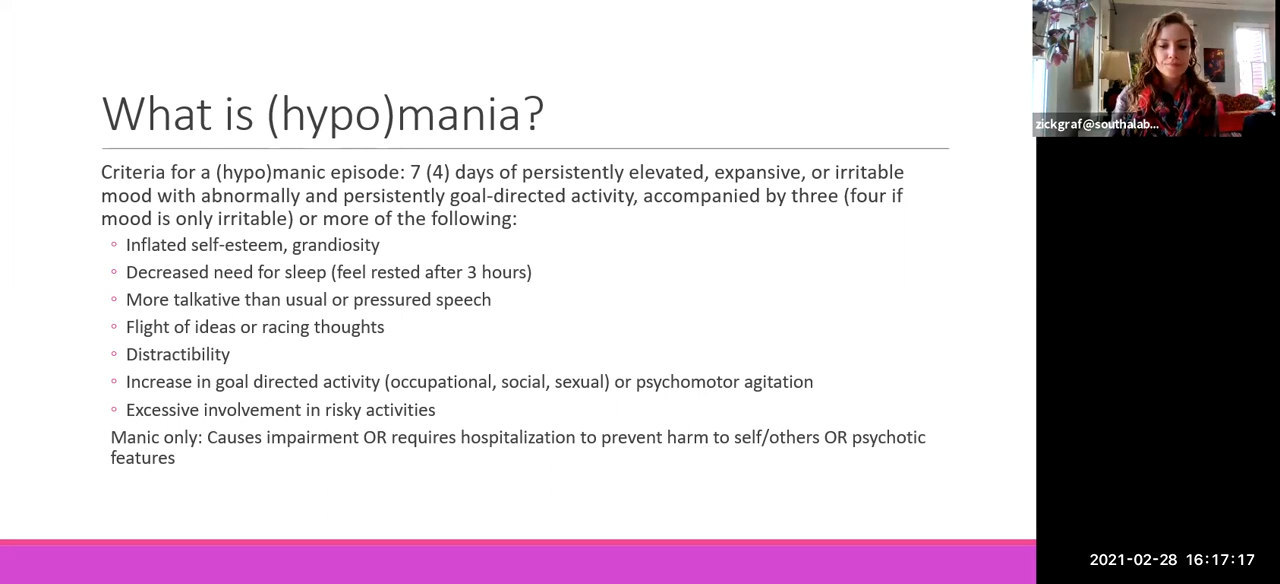 What is (hypo)mania?
Criteria for a (hypo)manic episode: 7 (4) days of persistently elevated, expansive, or irritable
mood with abnormally and persistently goal-directed activity, accompanied by three (four if
mood is only irritable) or more of the following:
◦ Inflated self-esteem, grandiosity
◦ Decreased need for sleep (feel rested after 3 hours)
◦ More talkative than usual or pressured speech
◦ Flight of ideas or racing thoughts
◦ Distractibility
◦ Increase in goal directed activity (occupational, social, sexual) or psychomotor agitation
◦ Excessive involvement in risky activities
Manic only: Causes impairment OR requires hospitalization to prevent harm to self/others OR psychotic
features
zickgraf@southalab...
2021-02-28 16:17:17